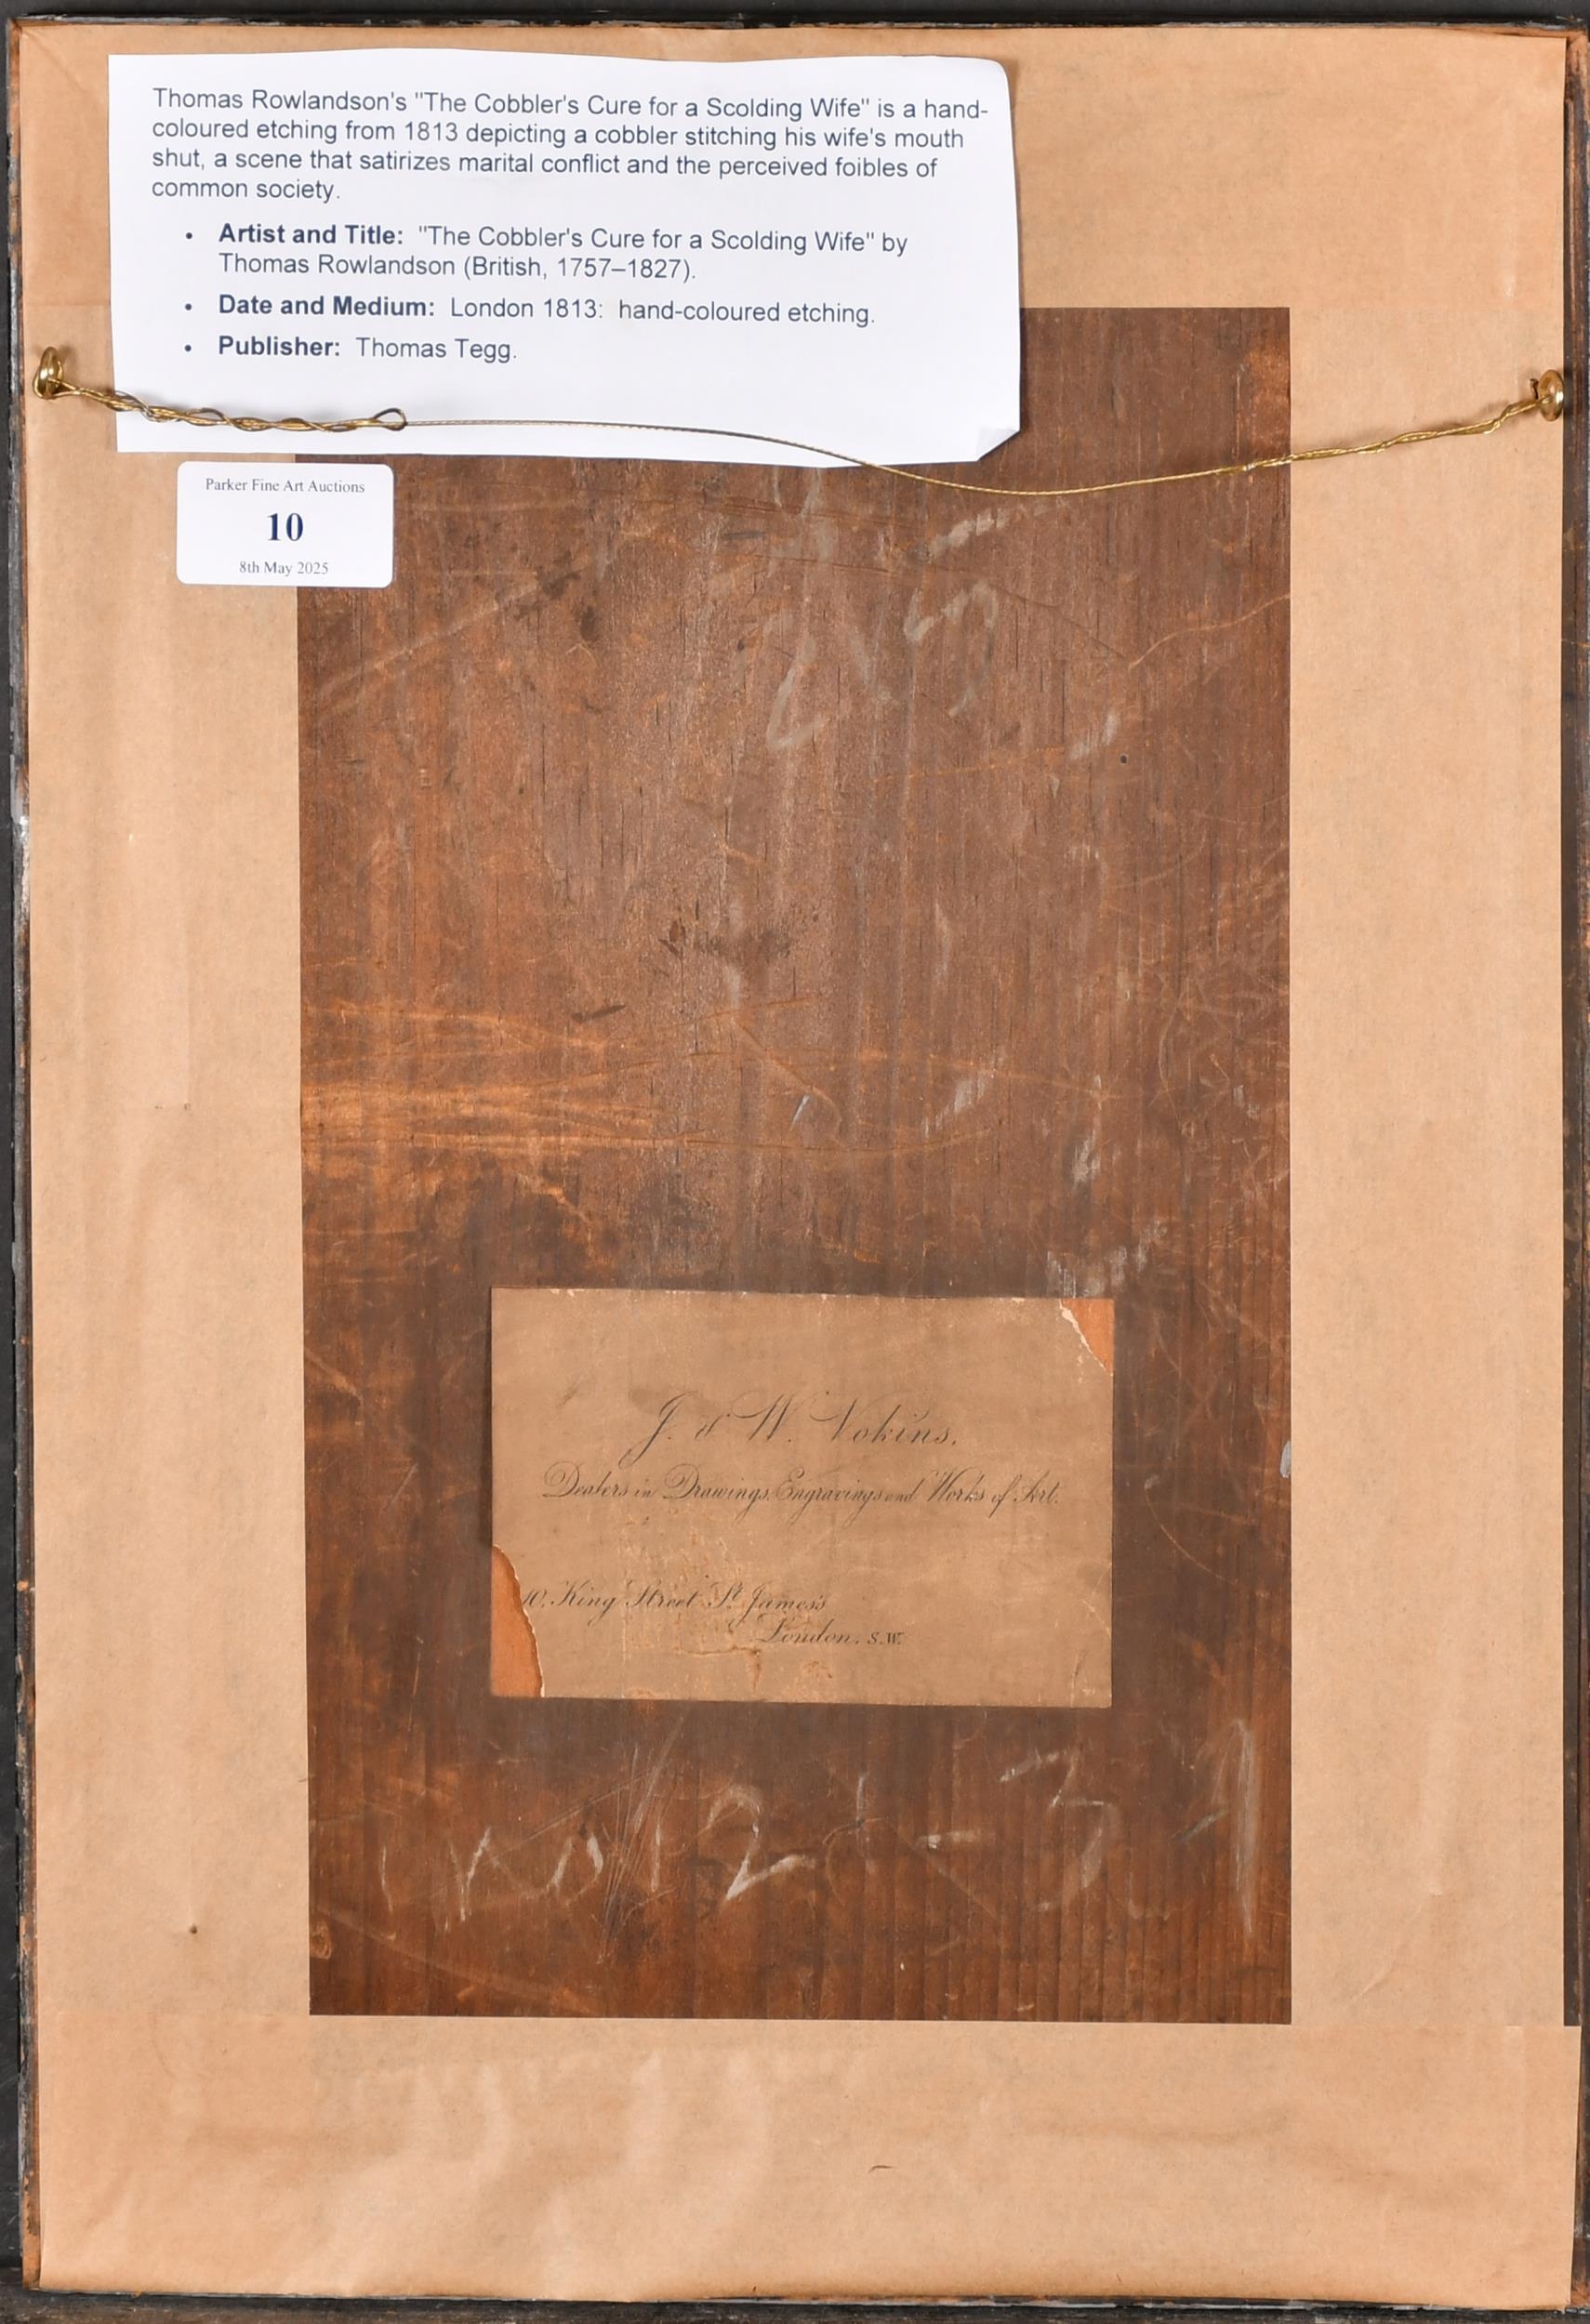 Thomas Rowlandson's "The Cobbler's Cure for a Scolding Wife" is a hand-
coloured etching from 1813 depicting a cobbler stitching his wife's mouth
shut, a scene that satirizes marital conflict and the perceived foibles of
common society.
• Artist and Title: "The Cobbler's Cure for a Scolding Wife" by
Thomas Rowlandson (British, 1757–1827).
• Date and Medium: London 1813: hand-coloured etching.
• Publisher: Thomas Tegg.
Parker Fine Art Auctions
10
8th May 2025
J. & W. Vokins.
Dealers in Drawings, Engravings and Works of Art.
10, King Street St James's
London. S.W.